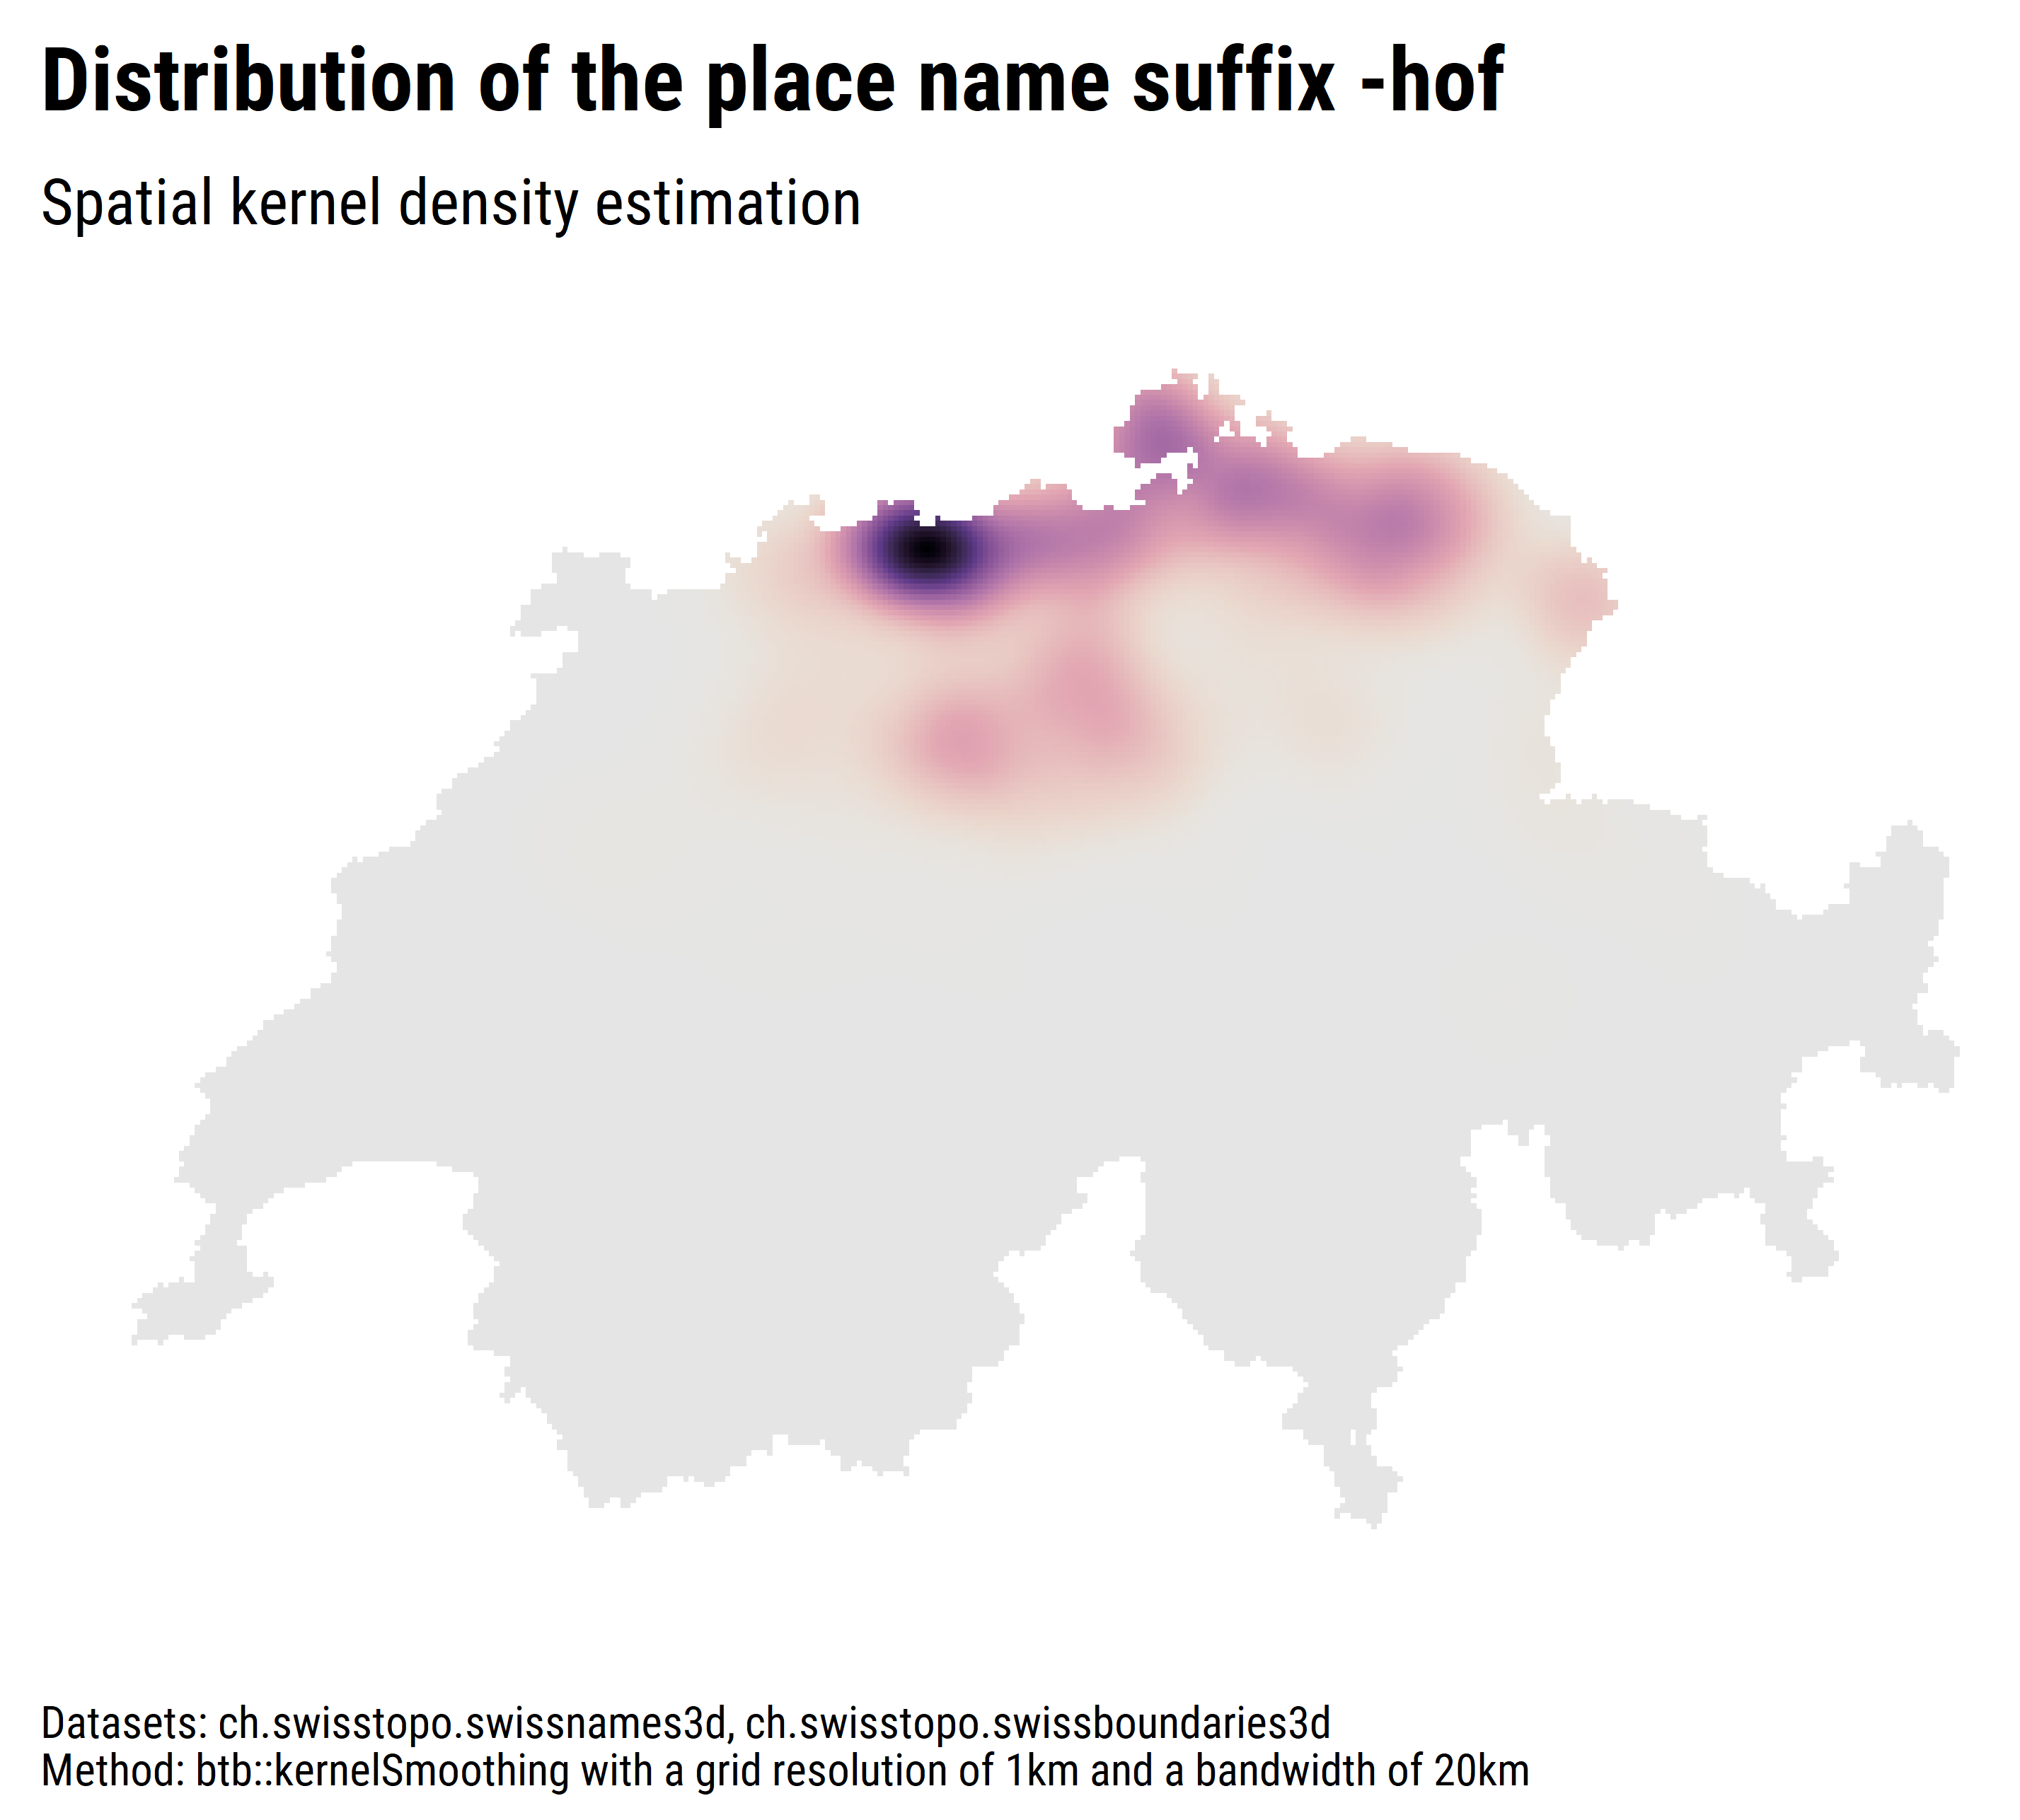 Distribution of the place name suffix -hof
Spatial kernel density estimation
Datasets: ch.swisstopo.swissnames3d, ch.swisstopo.swissboundaries3d
Method: btb::kernelSmoothing with a grid resolution of 1km and a bandwidth of 20km